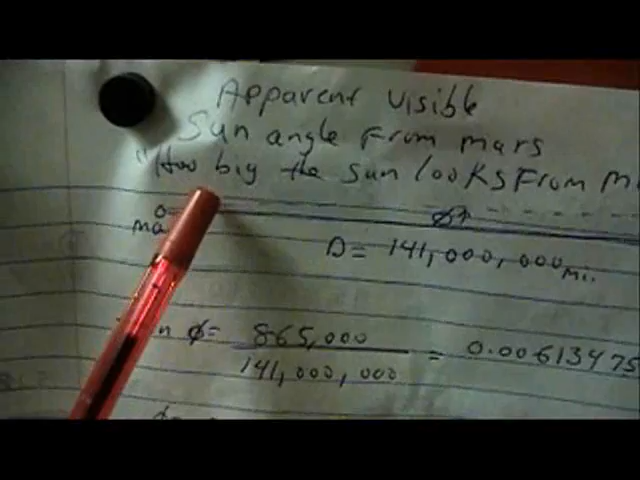 Apparent visible
Sun angle from mars
"How big the sun looks from
D = 141,000,000 mi.
ϕ = 865,000 / 141,000,000 = 0.00613475